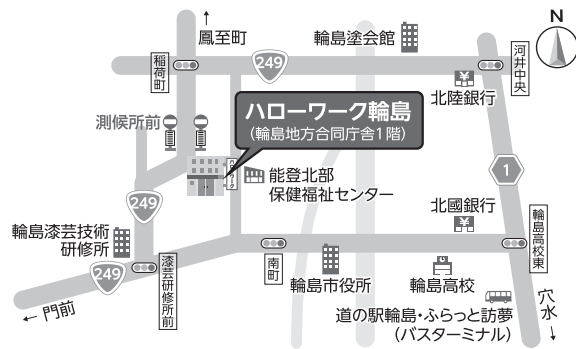 鳳至町
輪島塗会館
N
稲荷町
249
河井中央
北陸銀行
測候所前
ハローワーク輪島
(輪島地方合同庁舎1階)
ハローワーク
能登北部
保健福祉センター
1
249
北國銀行
輪島漆芸技術
研修所
輪島高校東
249
漆芸研修所前
南町
輪島市役所
輪島高校
← 門前
道の駅輪島・ふらっと訪夢
(バスターミナル)
穴水